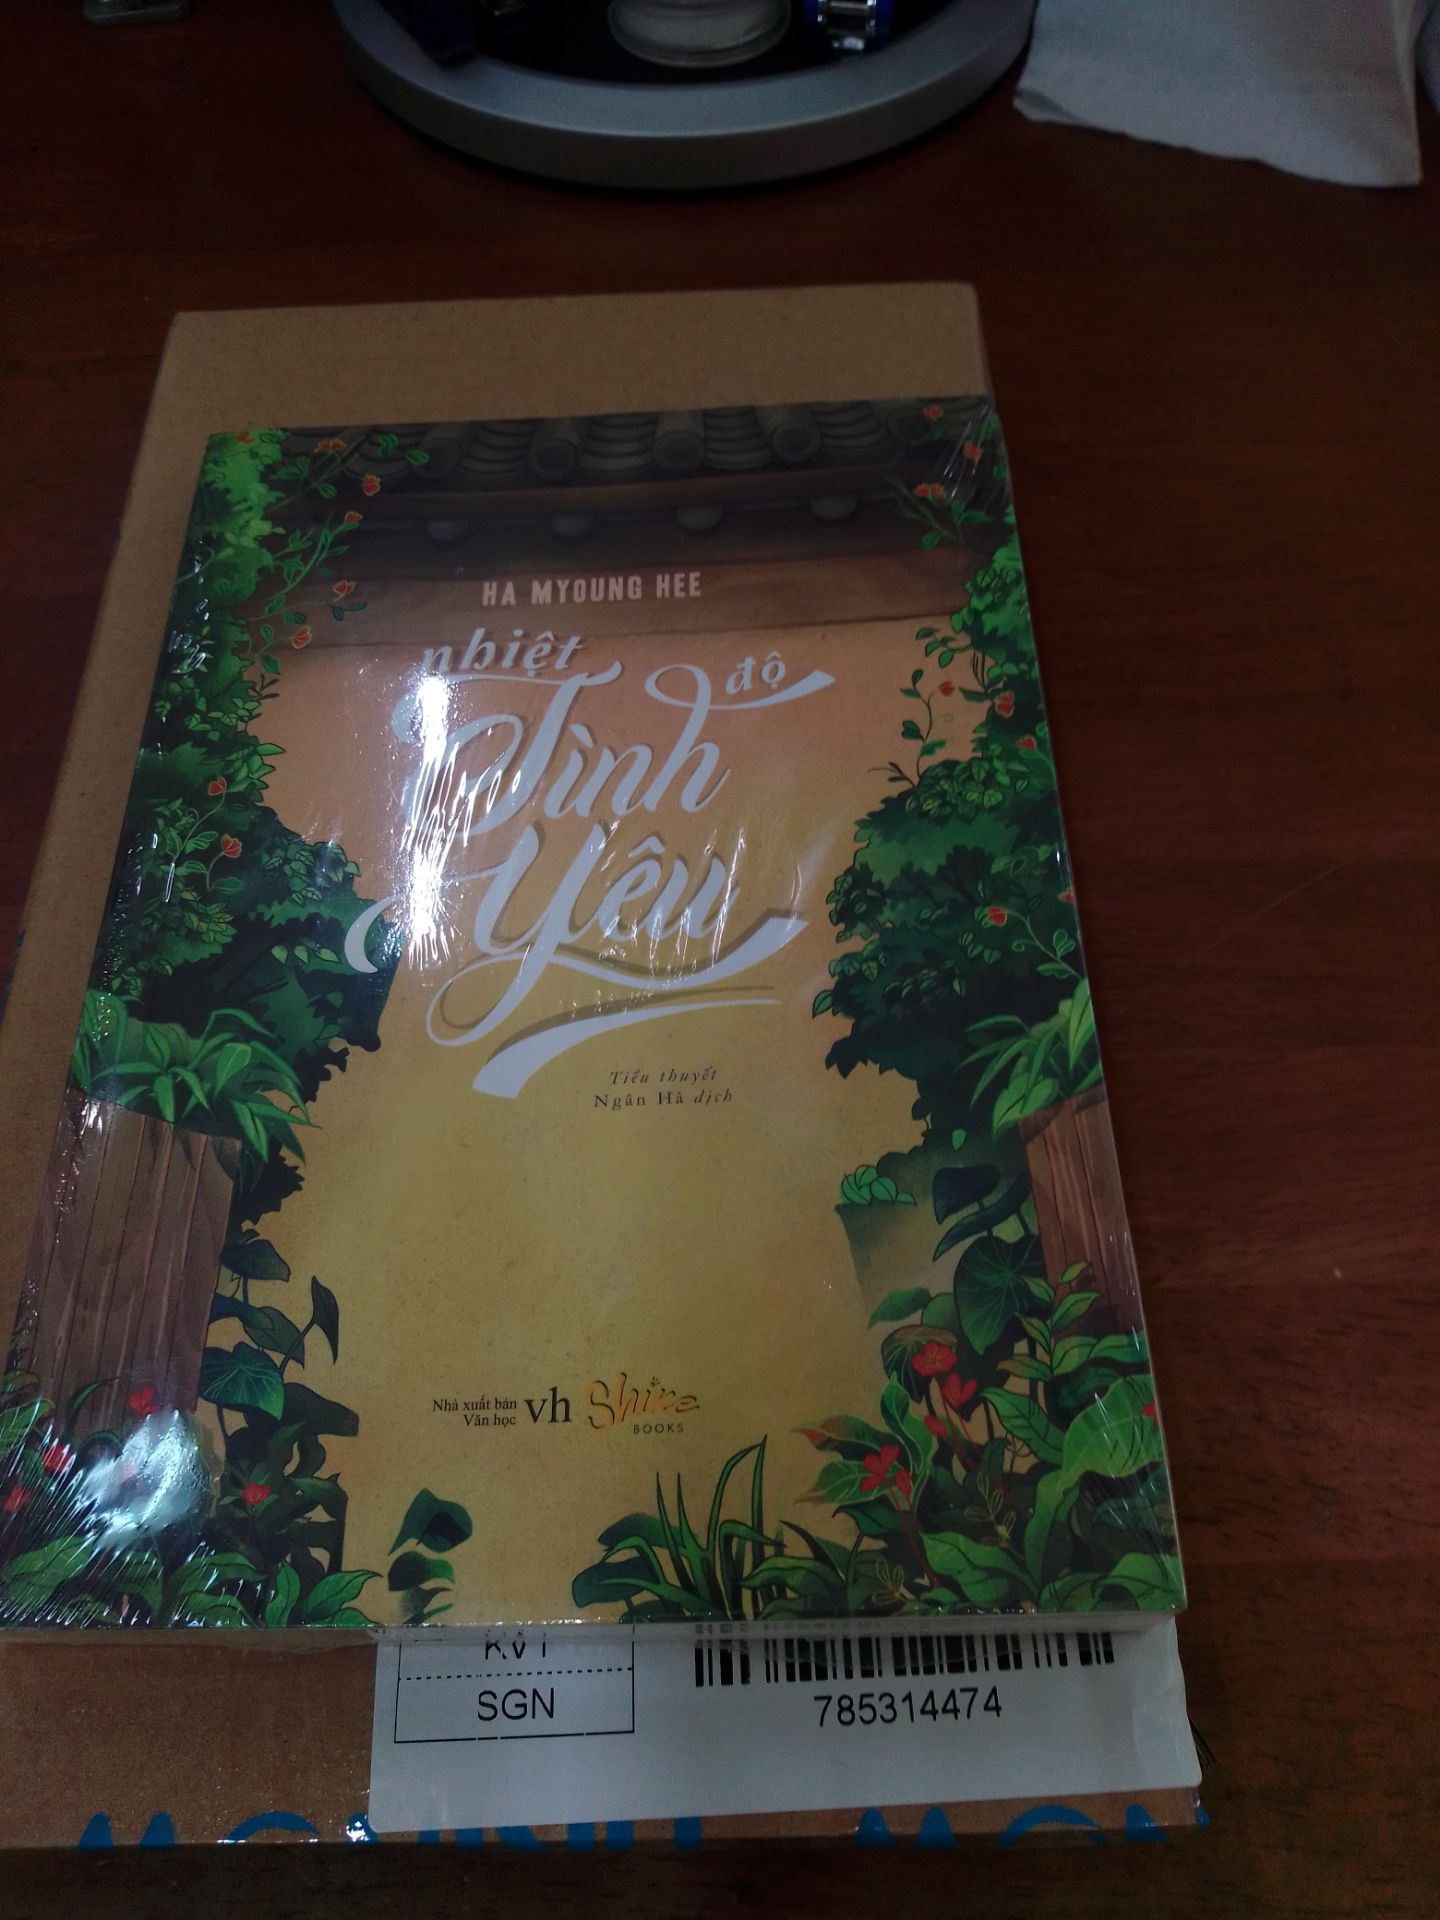 HA MYOUNG HEE
nhiệt độ
Tình
Yêu
Tiểu thuyết
Ngân Hà dịch
Nhà xuất bản
Văn học
vh
Shine
BOOKS
SGN
785314474